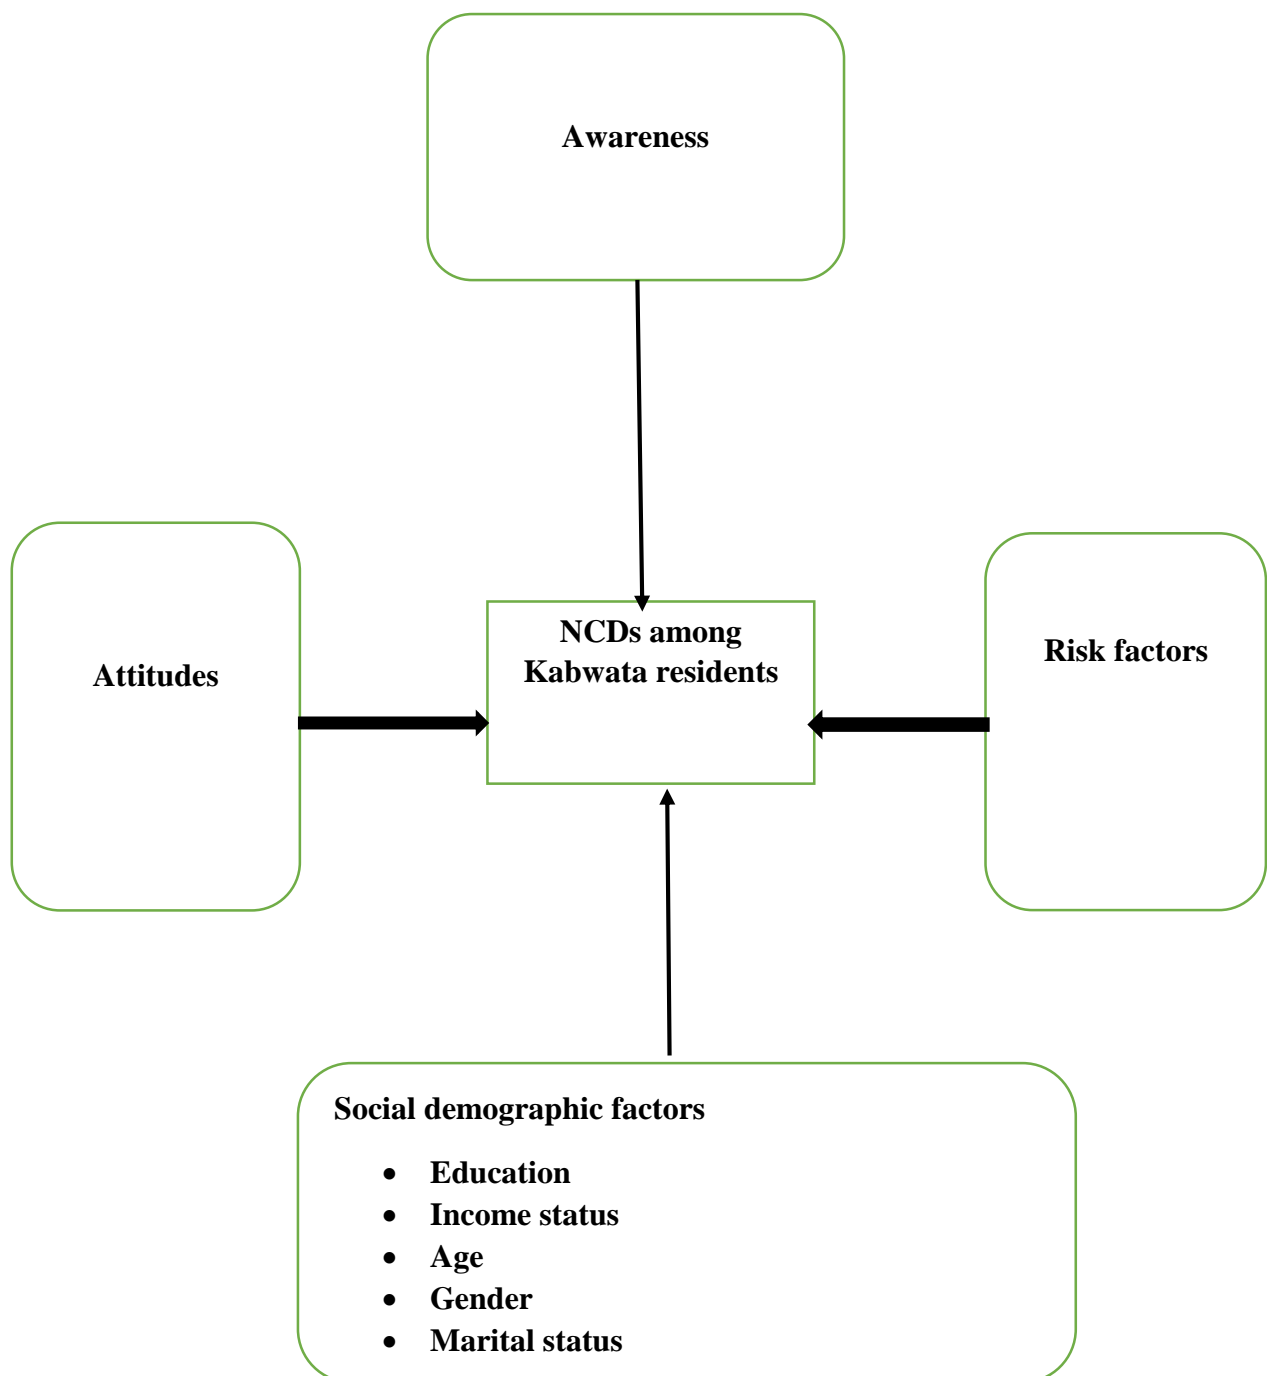 Awareness
Attitudes
NCDs among
Kabwata residents
Risk factors
Social demographic factors
• Education
• Income status
• Age
• Gender
• Marital status